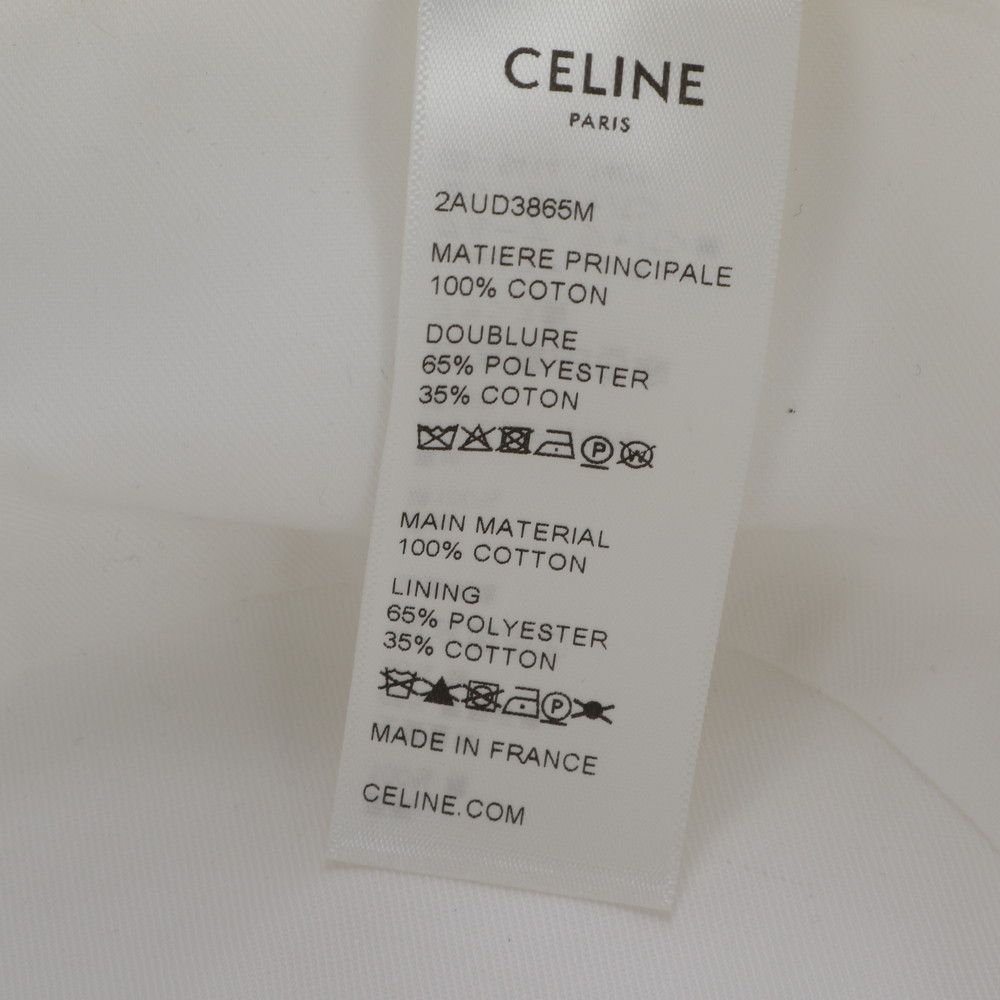 CELINE
PARIS
2AUD3865M
MATIERE PRINCIPALE
100% COTON
DOUBLURE
65% POLYESTER
35% COTON
P W
MAIN MATERIAL
100% COTTON
LINING
65% POLYESTER
35% COTTON
P
MADE IN FRANCE
CELINE.COM